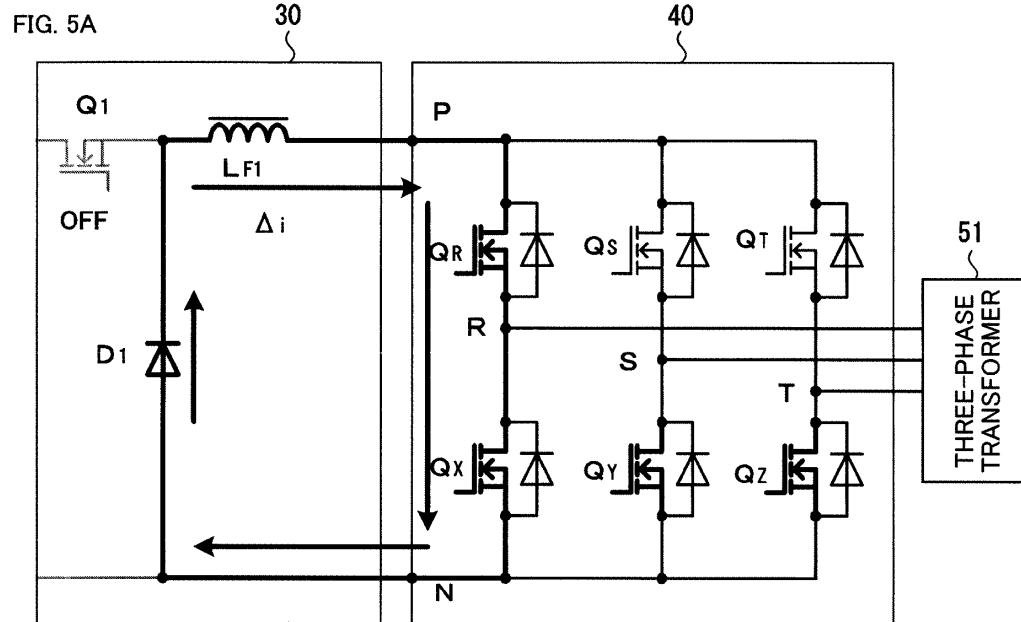 FIG. 5A
30
40
Q1
P
LF1
OFF
Δi
QR
QS
QT
51
R
D1
S
T
THREE-PHASE
TRANSFORMER
QX
QY
QZ
N